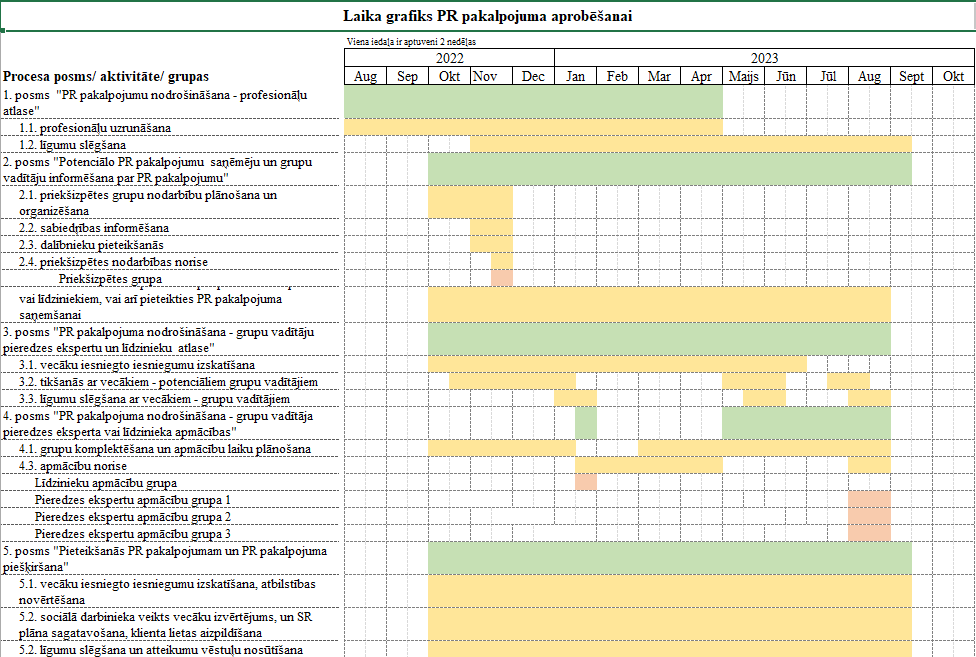 Laika grafiks PR pakalpojuma aprobēšanai
Viena iedaļa ir aptuveni 2 nedēļas
2022 2023
Procesa posms/ aktivitāte/ grupas Aug Sep Okt Nov Dec Jan Feb Mar Apr Maijs Jūn Jūl Aug Sept Okt
1. posms "PR pakalpojumu nodrošināšana - profesionāļu
atlase"
1.1. profesionāļu uzrunāšana
1.2. līgumu slēgšana
2. posms "Potenciālo PR pakalpojumu saņēmēju un grupu
vadītāju informēšana par PR pakalpojumu"
2.1. priekšizpētes grupu nodarbību plānošana un
organizēšana
2.2. sabiedrības informēšana
2.3. dalībnieku pieteikšanās
2.4. priekšizpētes nodarbības norise
Priekšizpētes grupa
vai līdziniekiem, vai arī pieteikties PR pakalpojuma
saņemšanai
3. posms "PR pakalpojuma nodrošināšana - grupu vadītāju
pieredzes ekspertu un līdzinieku atlase"
3.1. vecāku iesniegto iesniegumu izskatīšana
3.2. tikšanās ar vecākiem - potenciāliem grupu vadītājiem
3.3. līgumu slēgšana ar vecākiem - grupu vadītājiem
4. posms "PR pakalpojuma nodrošināšana - grupu vadītāja
pieredzes eksperta vai līdzinieka apmācības"
4.1. grupu komplektēšana un apmācību laiku plānošana
4.3. apmācību norise
Līdzinieku apmācību grupa
Pieredzes ekspertu apmācību grupa 1
Pieredzes ekspertu apmācību grupa 2
Pieredzes ekspertu apmācību grupa 3
5. posms "Pieteikšanās PR pakalpojumam un PR pakalpojuma
piešķiršana"
5.1. vecāku iesniegto iesniegumu izskatīšana, atbilstības
novērtēšana
5.2. sociālā darbinieka veikts vecāku izvērtējums, un SR
plāna sagatavošana, klienta lietas aizpildīšana
5.2. līgumu slēgšana un atteikumu vēstuļu nosūtīšana